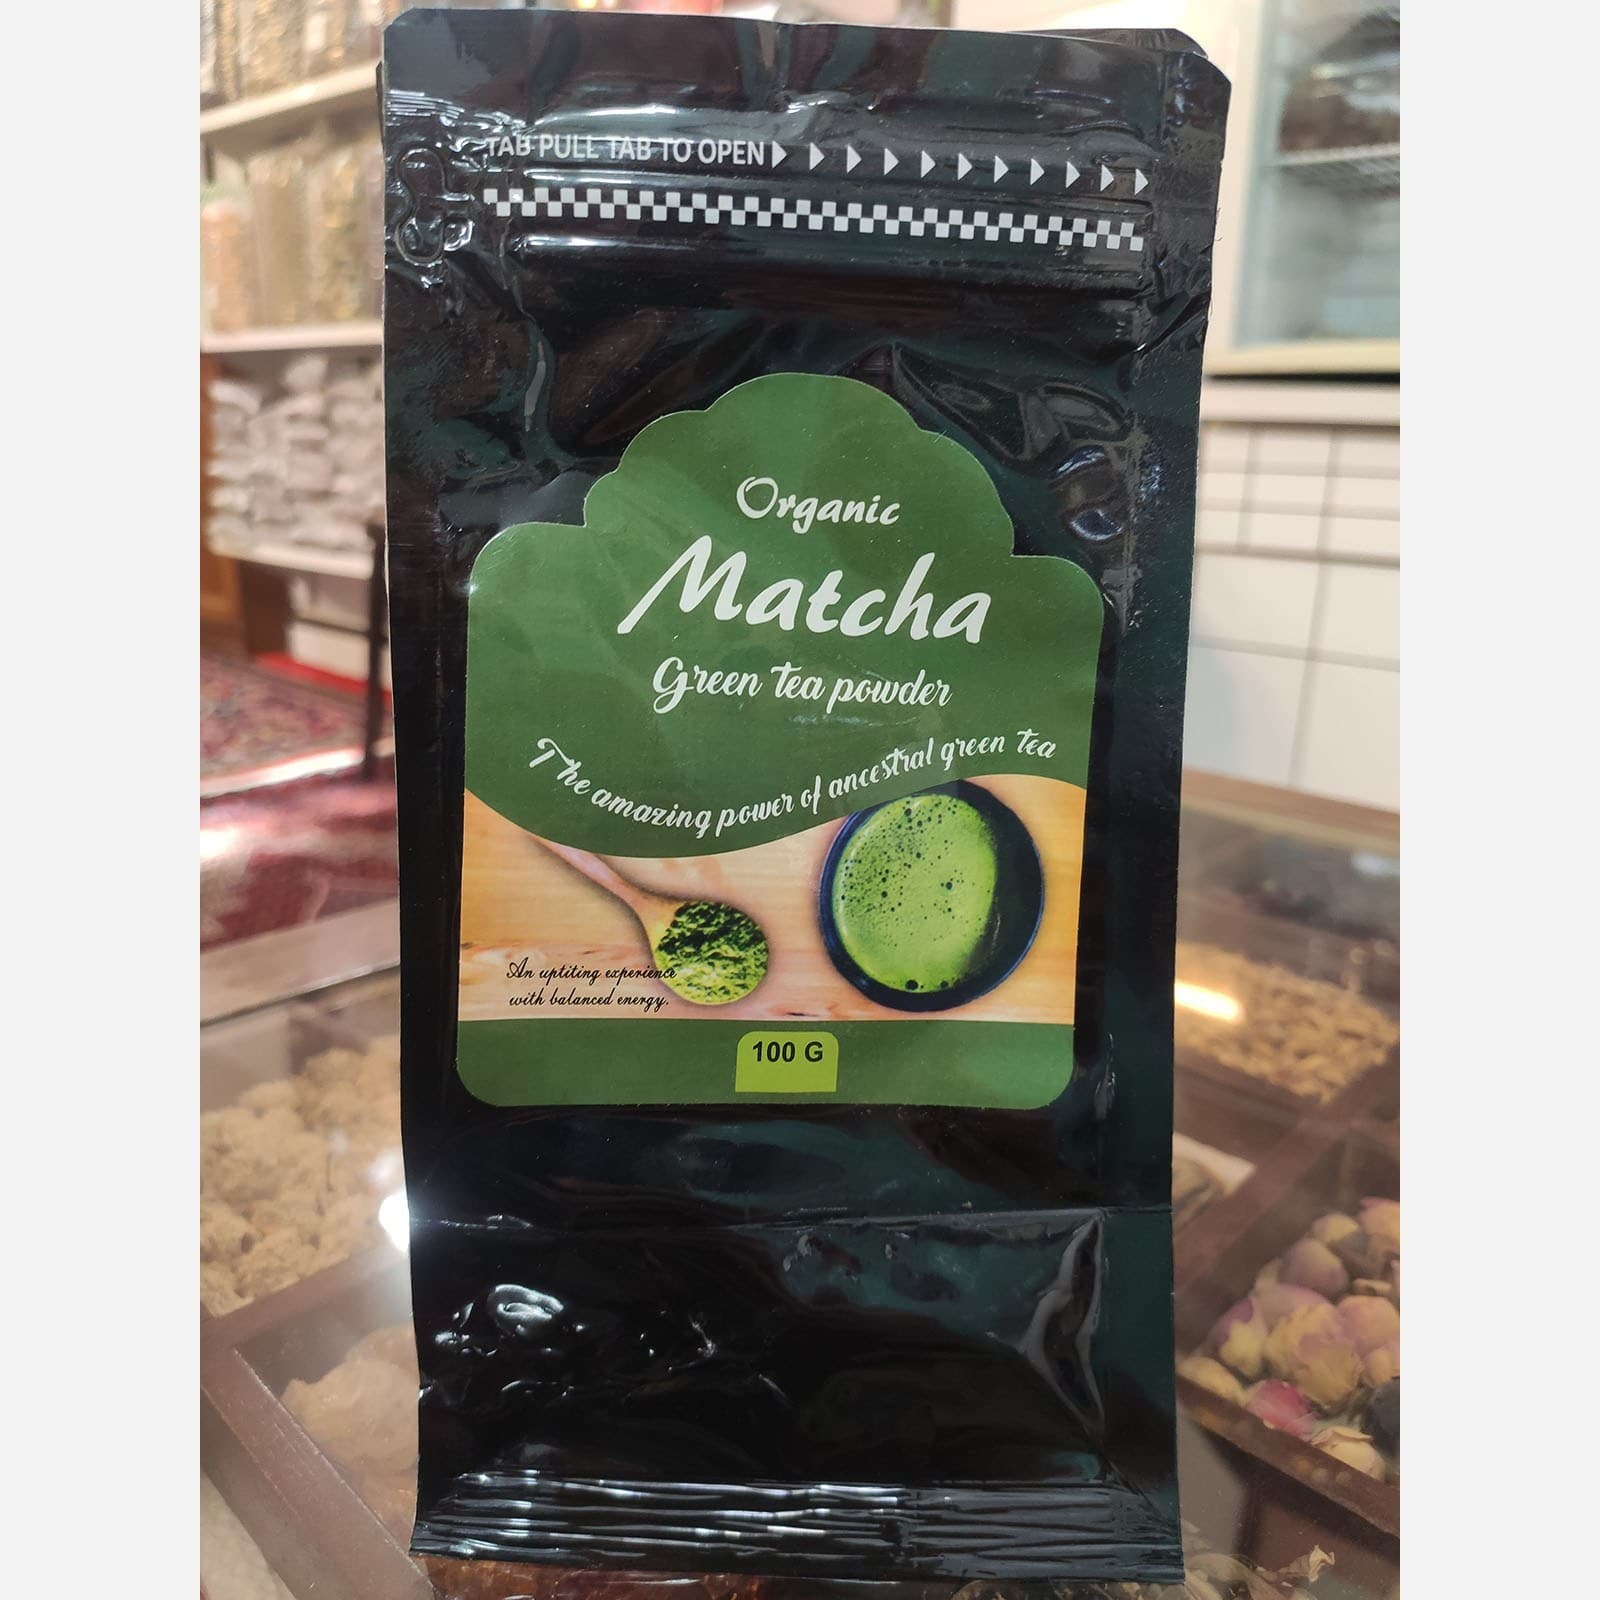 TAB PULL TAB TO OPEN
Organic
Matcha
Green tea powder
The amazing power of ancestral green tea
An uptiting experience
with balanced energy.
100 G